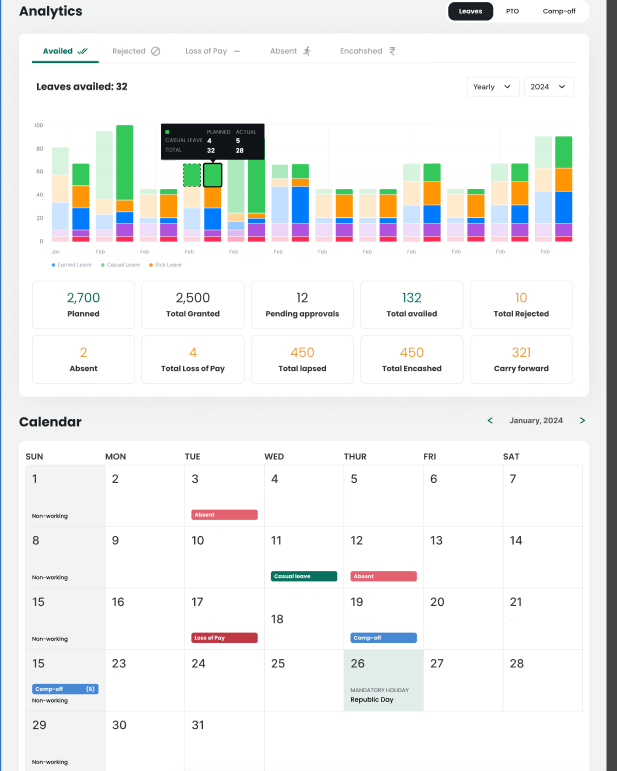 Analytics
Leaves PTO Comp-off
Availed Rejected Loss of Pay Absent Encahshed ₹
Leaves availed: 32
Yearly 2024
PLANNED ACTUAL
CASUAL LEAVE 4 5
TOTAL 32 28
100
80
60
40
20
0
Jan Feb Feb Feb Feb Feb Feb Feb Feb Feb Feb Feb
Earned Leave Casual Leave Sick Leave
2,700 2,500 12 132 10
Planned Total Granted Pending approvals Total availed Total Rejected
2 4 450 450 321
Absent Total Loss of Pay Total lapsed Total Encashed Carry forward
Calendar
< January, 2024 >
SUN MON TUE WED THUR FRI SAT
1 2 3 4 5 6 7
Non-working Absent
8 9 10 11 12 13 14
Non-working Casual leave Absent
15 16 17 18 19 20 21
Non-working Loss of Pay Comp-off
15 23 24 25 26 27 28
Comp-off (8) MANDATORY HOLIDAY
Non-working Republic Day
29 30 31
Non-working